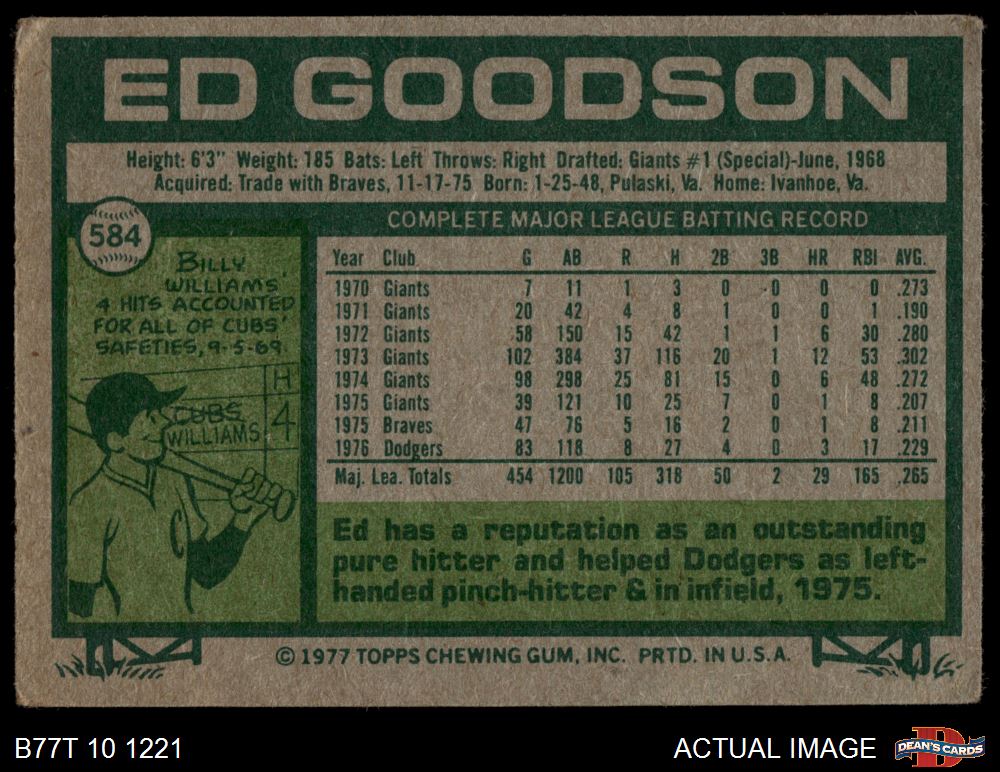 ED GOODSON
Height: 6'3" Weight: 185 Bats: Left Throws: Right Drafted: Giants #1 (Special)-June, 1968
Acquired: Trade with Braves, 11-17-75 Born: 1-25-48, Pulaski, Va. Home: Ivanhoe, Va.
584
BILLY
WILLIAMS'
4 HITS ACCOUNTED
FOR ALL OF CUBS'
SAFETIES, 9-5-69
H
CUBS
WILLIAMS 4
C
COMPLETE MAJOR LEAGUE BATTING RECORD
Year Club G AB R H 2B 3B HR RBI AVG.
1970 Giants 7 11 1 3 0 0 0 0 .273
1971 Giants 20 42 4 8 1 0 0 1 .190
1972 Giants 58 150 15 42 1 1 6 30 .280
1973 Giants 102 384 37 116 20 1 12 53 .302
1974 Giants 98 298 25 81 15 0 6 48 .272
1975 Giants 39 121 10 25 7 0 1 8 .207
1975 Braves 47 76 5 16 2 0 1 8 .211
1976 Dodgers 83 118 8 27 4 0 3 17 .229
Maj. Lea. Totals 454 1200 105 318 50 2 29 165 .265
Ed has a reputation as an outstanding
pure hitter and helped Dodgers as left-
handed pinch-hitter & in infield, 1975.
© 1977 TOPPS CHEWING GUM, INC. PRTD. IN U.S.A.
B77T 10 1221
ACTUAL IMAGE
D
DEAN'S CARDS